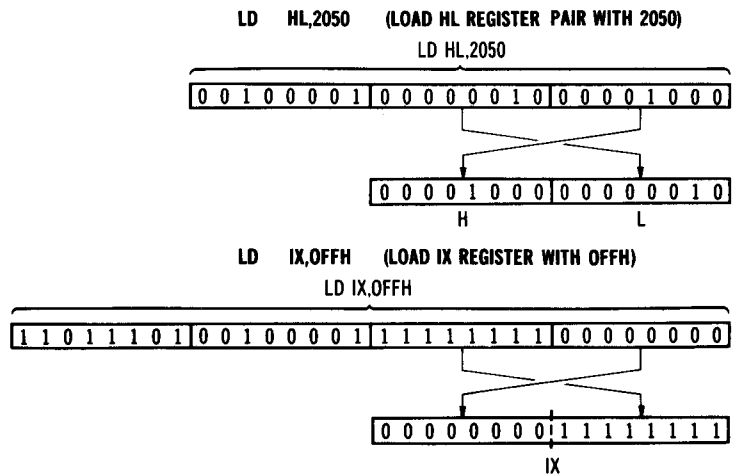 LD HL,2050 (LOAD HL REGISTER PAIR WITH 2050)
LD HL,2050
0 0 1 0 0 0 0 1 0 0 0 0 0 0 1 0 0 0 0 0 1 0 0 0
0 0 0 0 1 0 0 0 0 0 0 0 0 0 1 0
H L
LD IX,OFFH (LOAD IX REGISTER WITH OFFH)
LD IX,OFFH
1 1 0 1 1 1 0 1 0 0 1 0 0 0 0 1 1 1 1 1 1 1 1 1 0 0 0 0 0 0 0 0
0 0 0 0 0 0 0 0 1 1 1 1 1 1 1 1
IX